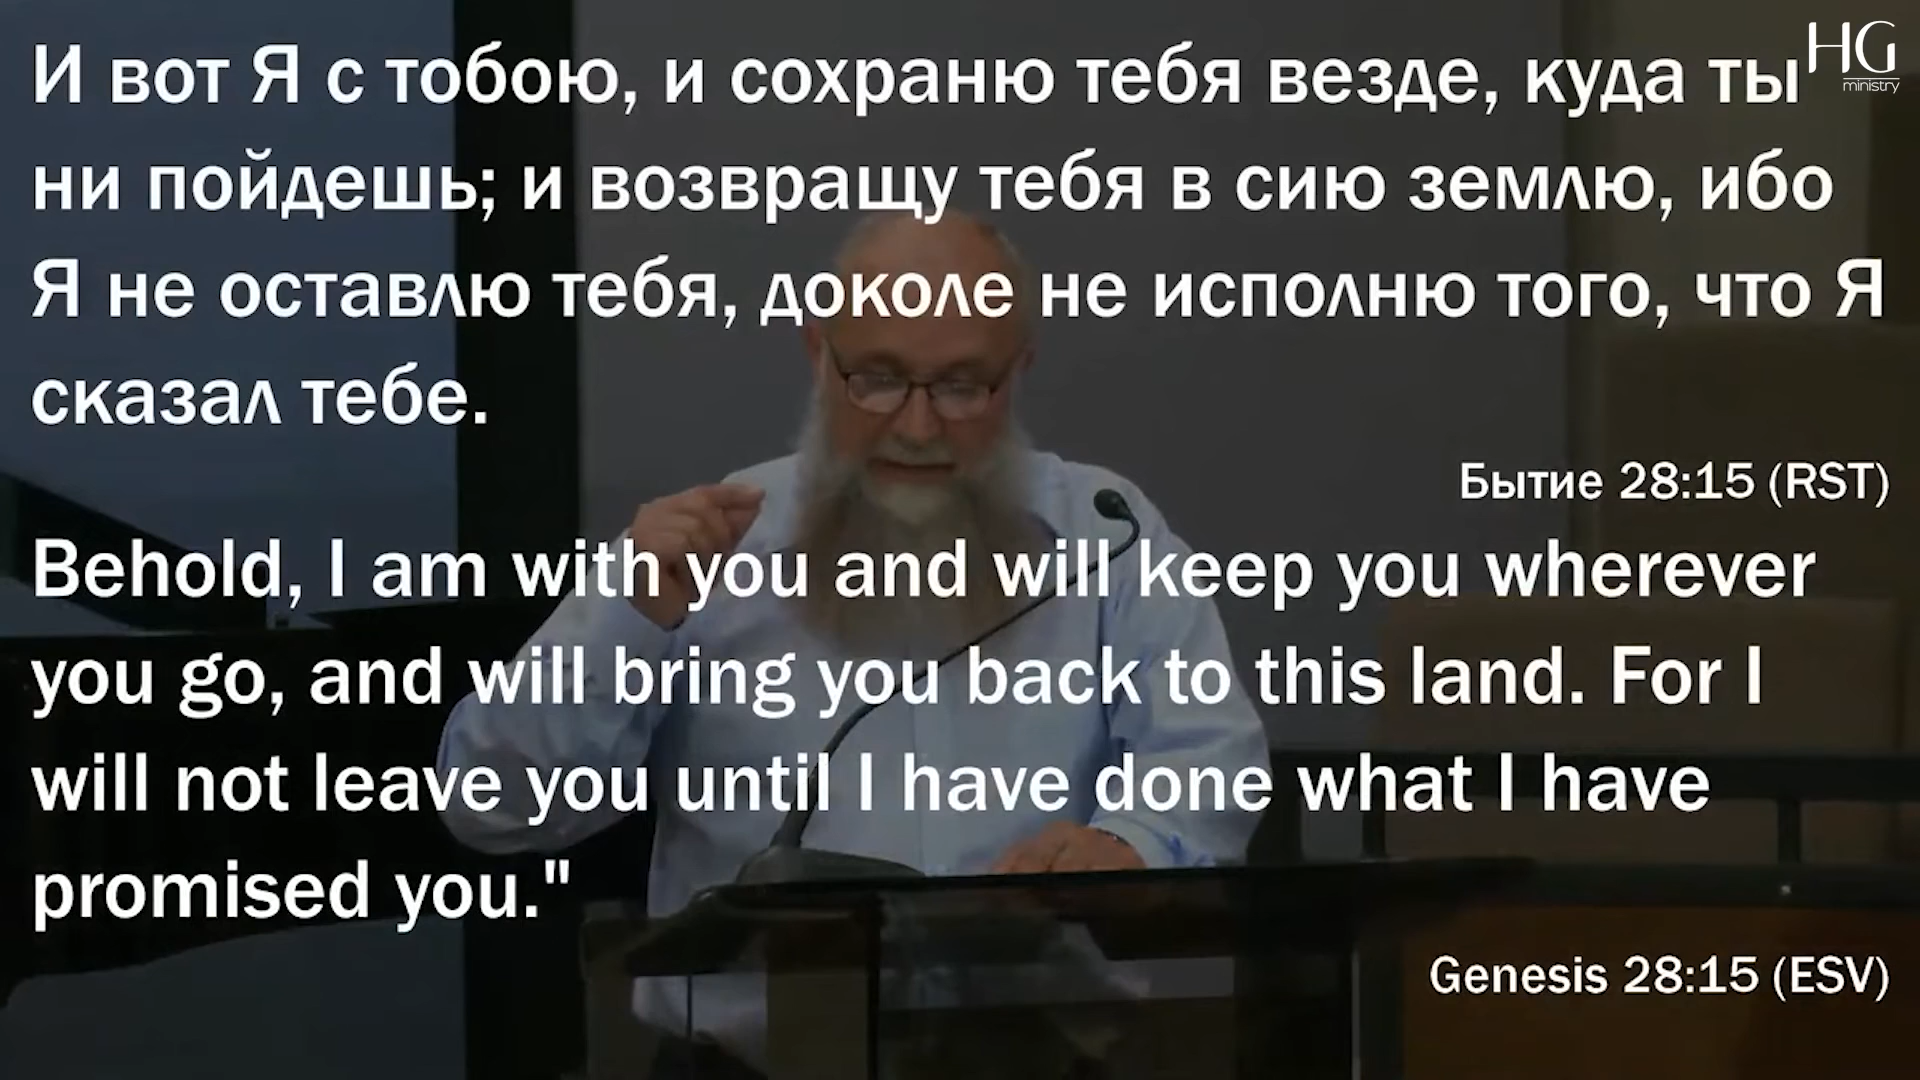 И вот Я с тобою, и сохраню тебя везде, куда ты
ни пойдешь; и возвращу тебя в сию землю, ибо
Я не оставлю тебя, доколе не исполню того, что Я
сказал тебе.
Бытие 28:15 (RST)
Behold, I am with you and will keep you wherever
you go, and will bring you back to this land. For I
will not leave you until I have done what I have
promised you."
Genesis 28:15 (ESV)
HG
ministry